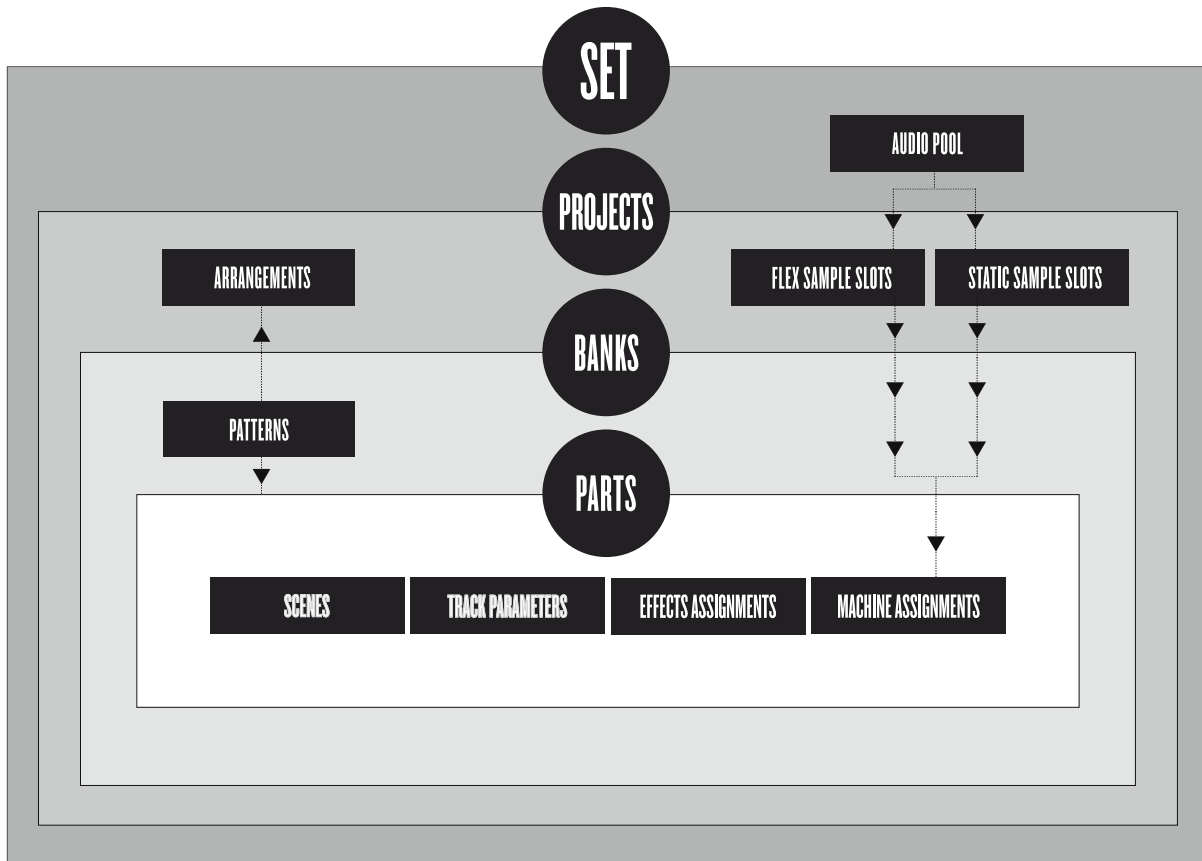 SET
AUDIO POOL
PROJECTS
ARRANGEMENTS
FLEX SAMPLE SLOTS
STATIC SAMPLE SLOTS
BANKS
PATTERNS
PARTS
SCENES
TRACK PARAMETERS
EFFECTS ASSIGNMENTS
MACHINE ASSIGNMENTS